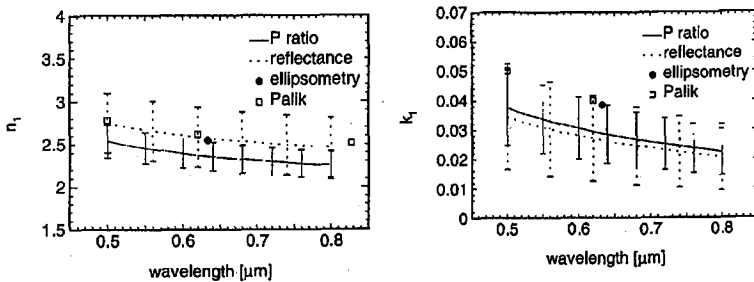 4
3.5
3
2.5
2
1.5
n1
P ratio
reflectance
ellipsometry
Palik
0.5
0.6
0.7
0.8
wavelength [μm]
0.07
0.06
0.05
0.04
0.03
0.02
0.01
0
k1
P ratio
reflectance
ellipsometry
Palik
0.5
0.6
0.7
0.8
wavelength [μm]